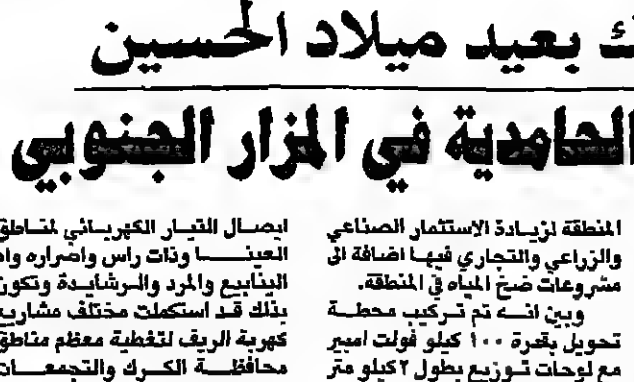 بعيد ميلاد الحسين
الحامدية في المزار الجنوبي
المنطقة لزيادة الاستثمار الصناعي
والزراعي والتجاري فيها اضافة الى
مشروعات ضخ المياه في المنطقة.
وبين انه تم تركيب محطة
تحويل بقدرة ١٠٠ كيلو فولت امبير
مع لوحات توزيع بطول ٢ كيلو متر
ايصال التيار الكهربائي لمناطق
العينا وذات راس واصراره
الينابيع والمرد والرشايدة وتكون
بذلك قد استكملت مختلف مشاريع
كهربة الريف لتغطية معظم مناطق
محافظة الكرك والتجمعات